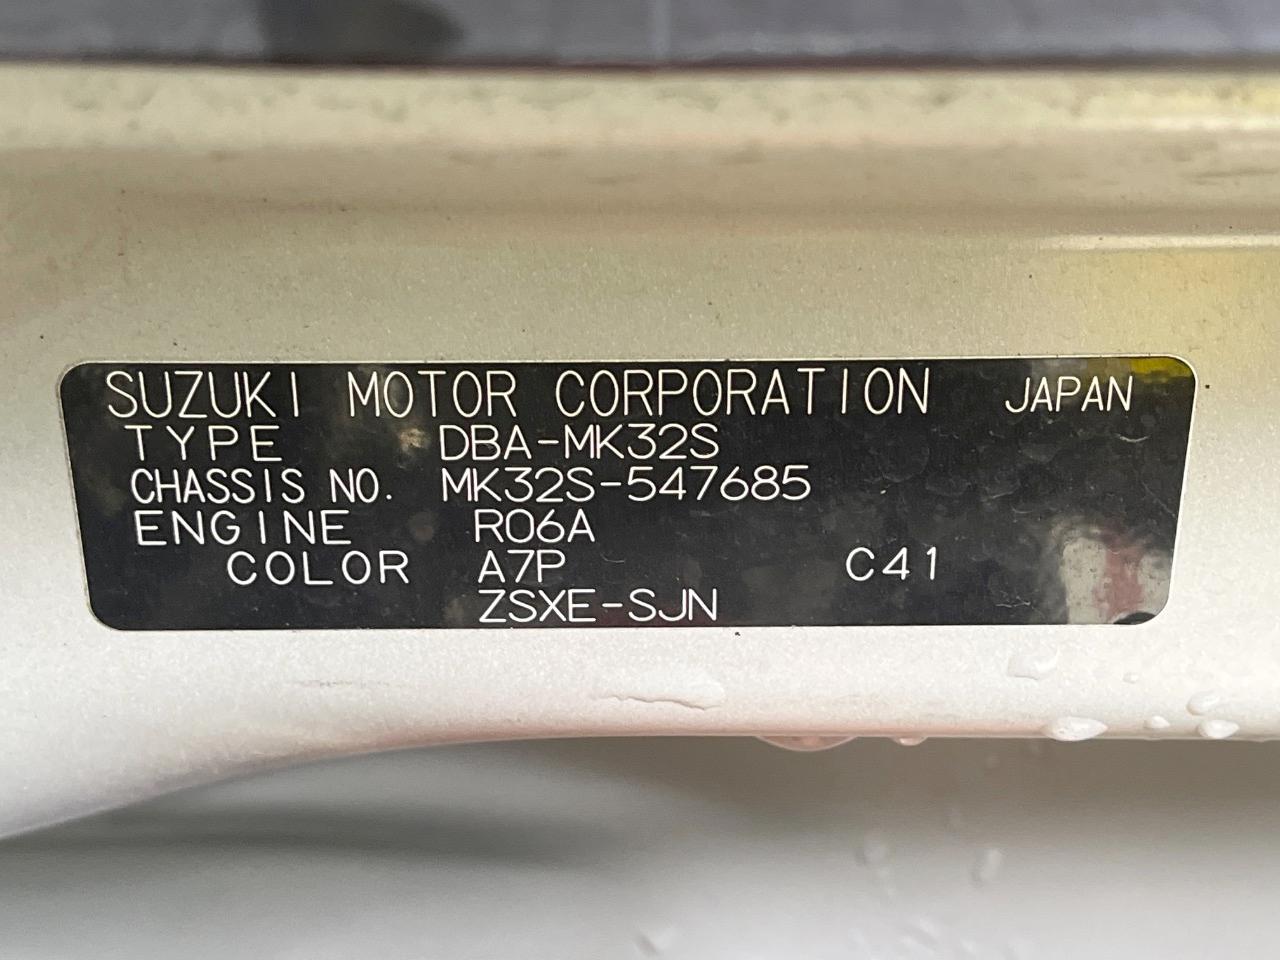 SUZUKI MOTOR CORPORATION JAPAN
TYPE DBA-MK32S
CHASSIS NO. MK32S-547685
ENGINE R06A
COLOR A7P C41
ZSXE-SJN